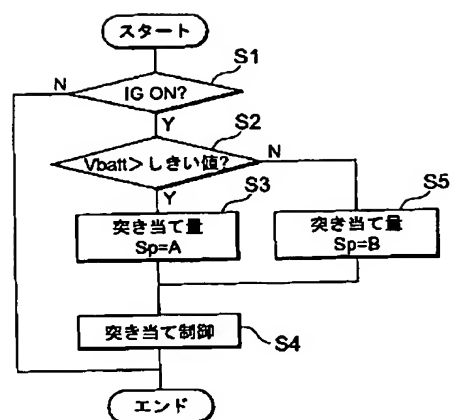 スタート
S1
N
IG ON?
Y
S2
N
Vbatt＞しきい値?
Y
S3
S5
突き当て量
Sp=A
突き当て量
Sp=B
突き当て制御
S4
エンド